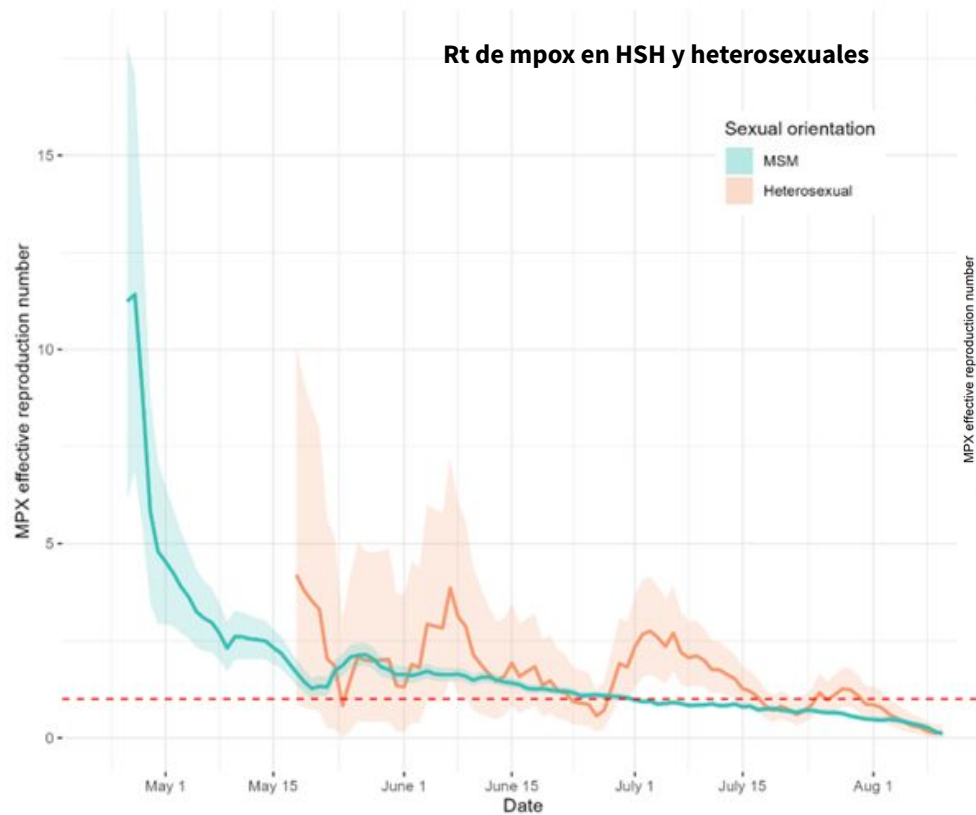 Rt de mpox en HSH y heterosexuales
Sexual orientation
MSM
Heterosexual
MPX effective reproduction number
15
10
5
0
May 1
May 15
June 1
June 15
July 1
July 15
Aug 1
Date
MPX effective reproduction number